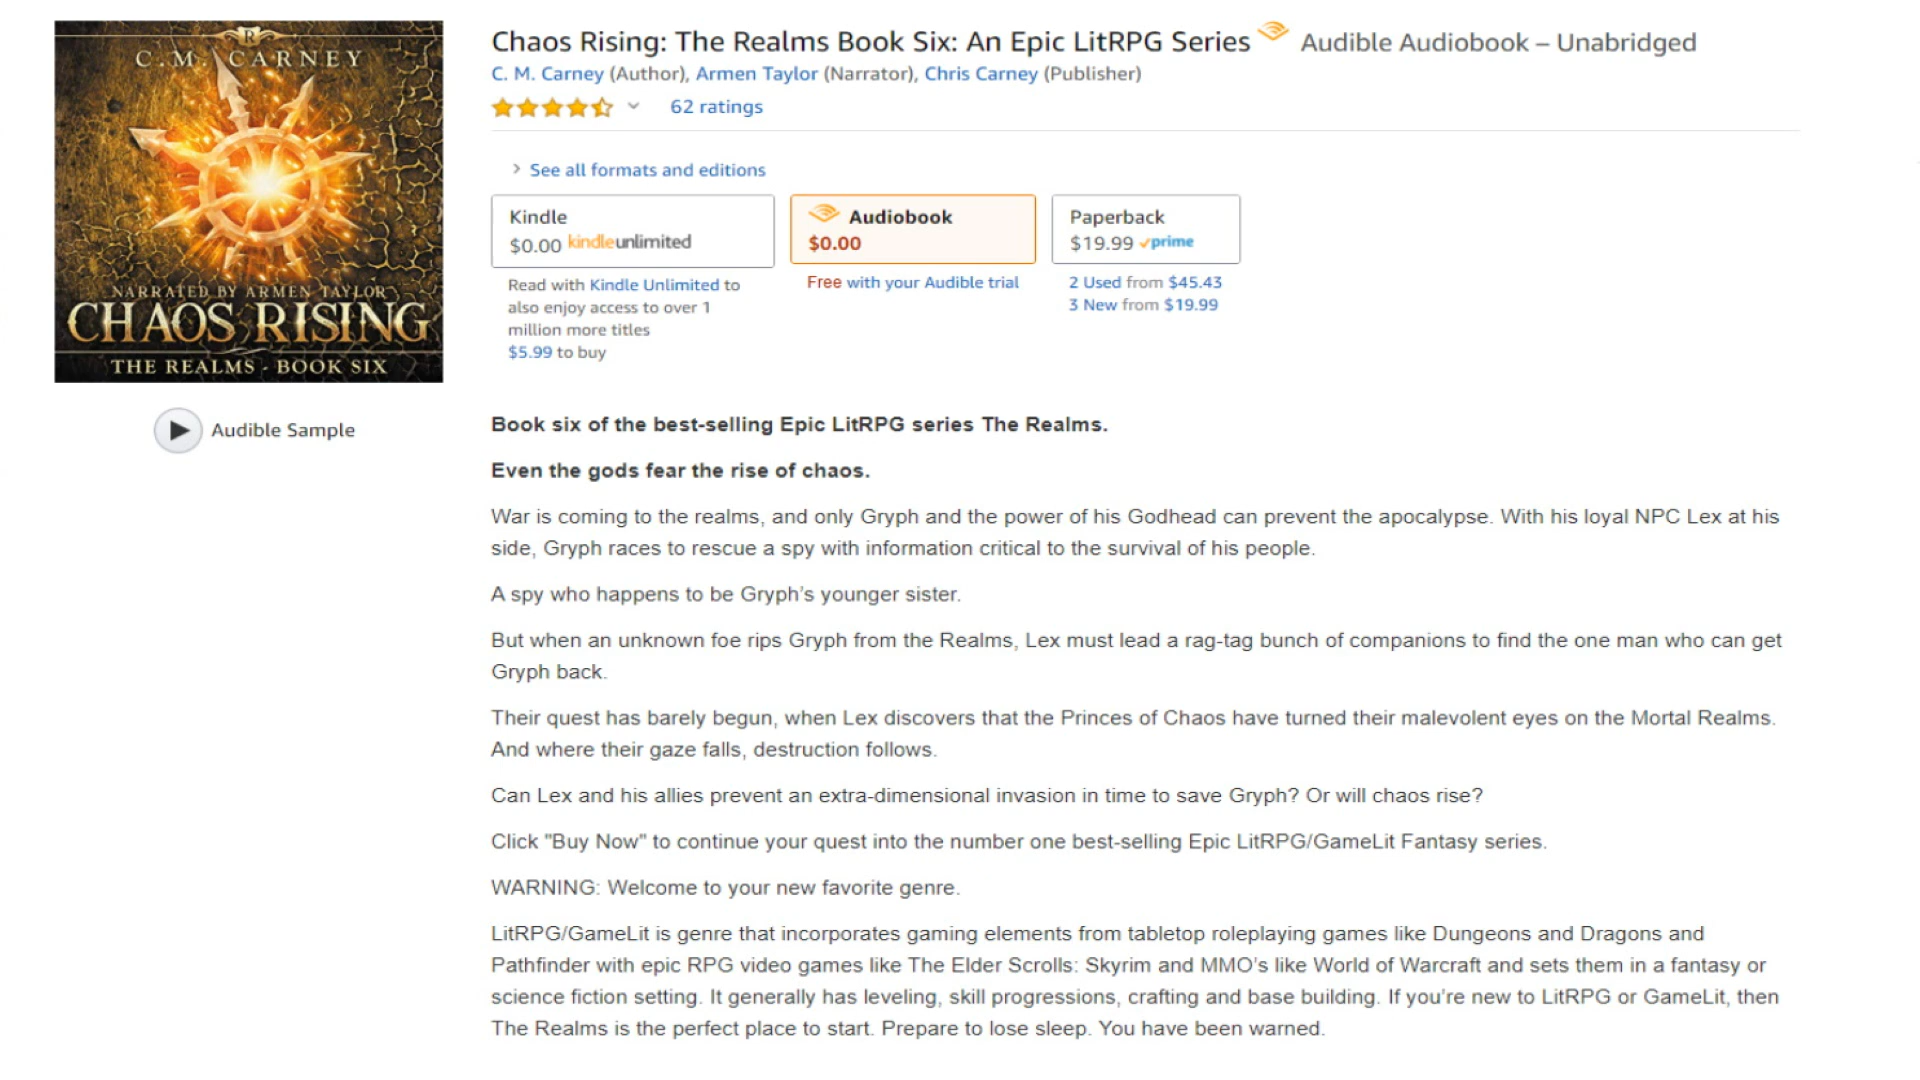 R
C. M. CARNEY
NARRATED BY ARMEN TAYLOR
CHAOS RISING
THE REALMS - BOOK SIX
Audible Sample
Chaos Rising: The Realms Book Six: An Epic LitRPG Series Audible Audiobook – Unabridged
C. M. Carney (Author), Armen Taylor (Narrator), Chris Carney (Publisher)
62 ratings
See all formats and editions
Kindle
$0.00 kindleunlimited
Read with Kindle Unlimited to
also enjoy access to over 1
million more titles
$5.99 to buy
Audiobook
$0.00
Free with your Audible trial
Paperback
$19.99 prime
2 Used from $45.43
3 New from $19.99
Book six of the best-selling Epic LitRPG series The Realms.
Even the gods fear the rise of chaos.
War is coming to the realms, and only Gryph and the power of his Godhead can prevent the apocalypse. With his loyal NPC Lex at his
side, Gryph races to rescue a spy with information critical to the survival of his people.
A spy who happens to be Gryph’s younger sister.
But when an unknown foe rips Gryph from the Realms, Lex must lead a rag-tag bunch of companions to find the one man who can get
Gryph back.
Their quest has barely begun, when Lex discovers that the Princes of Chaos have turned their malevolent eyes on the Mortal Realms.
And where their gaze falls, destruction follows.
Can Lex and his allies prevent an extra-dimensional invasion in time to save Gryph? Or will chaos rise?
Click "Buy Now" to continue your quest into the number one best-selling Epic LitRPG/GameLit Fantasy series.
WARNING: Welcome to your new favorite genre.
LitRPG/GameLit is genre that incorporates gaming elements from tabletop roleplaying games like Dungeons and Dragons and
Pathfinder with epic RPG video games like The Elder Scrolls: Skyrim and MMO’s like World of Warcraft and sets them in a fantasy or
science fiction setting. It generally has leveling, skill progressions, crafting and base building. If you’re new to LitRPG or GameLit, then
The Realms is the perfect place to start. Prepare to lose sleep. You have been warned.